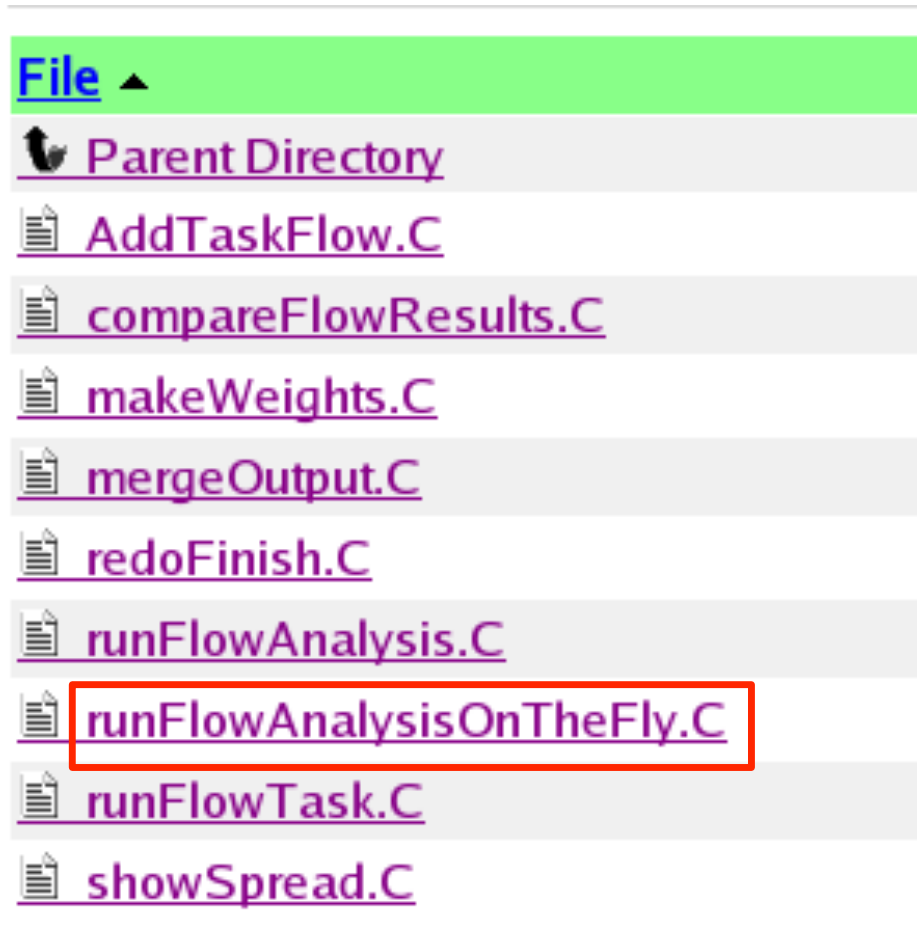 File
Parent Directory
AddTaskFlow.C
compareFlowResults.C
makeWeights.C
mergeOutput.C
redoFinish.C
runFlowAnalysis.C
runFlowAnalysisOnTheFly.C
runFlowTask.C
showSpread.C